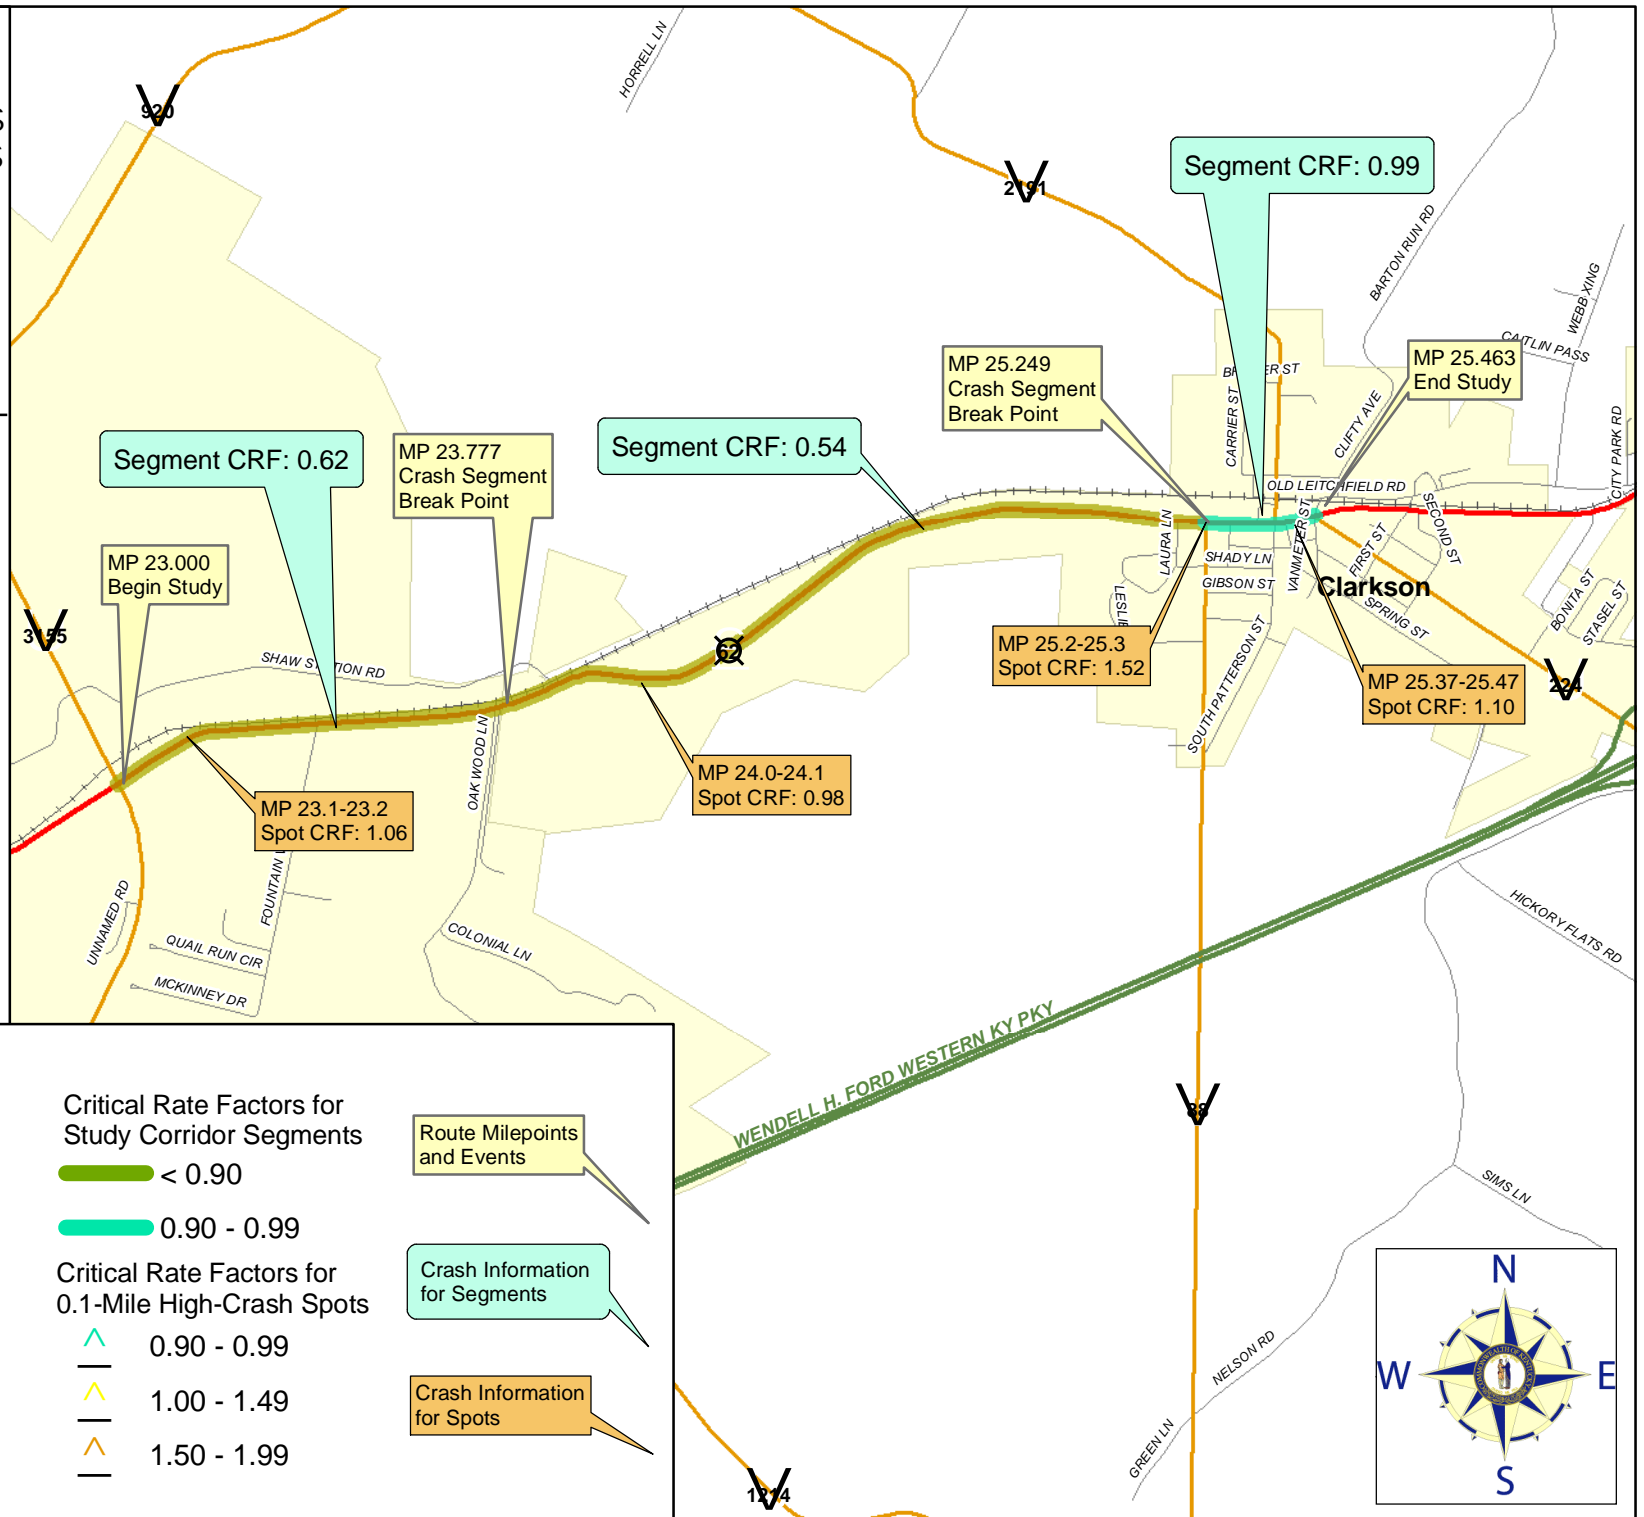 HORRELL LN
920
2191
Segment CRF: 0.99
BARTON RUN RD
WEBB XING
CAITLIN PASS
MP 25.249
Crash Segment
Break Point
MP 25.463
End Study
CARRIER ST
CLIFTY AVE
CITY PARK RD
Segment CRF: 0.62
MP 23.777
Crash Segment
Break Point
Segment CRF: 0.54
OLD LEITCHFIELD RD
SECOND ST
LAURA LN
VANMETER ST
FIRST ST
SHADY LN
GIBSON ST
Clarkson
MP 23.000
Begin Study
SPRING ST
BONITA ST
STASEL ST
3155
SHAW STATION RD
62
MP 25.2-25.3
Spot CRF: 1.52
SOUTH PATTERSON ST
MP 25.37-25.47
Spot CRF: 1.10
224
OAKWOOD LN
MP 24.0-24.1
Spot CRF: 0.98
MP 23.1-23.2
Spot CRF: 1.06
FOUNTAIN
UNNAMED RD
QUAIL RUN CIR
MCKINNEY DR
COLONIAL LN
HICKORY FLATS RD
WENDELL H. FORD WESTERN KY PKY
88
SIMS LN
NELSON RD
GREEN LN
1214
Critical Rate Factors for
Study Corridor Segments
< 0.90
0.90 - 0.99
Critical Rate Factors for
0.1-Mile High-Crash Spots
0.90 - 0.99
1.00 - 1.49
1.50 - 1.99
Route Milepoints
and Events
Crash Information
for Segments
Crash Information
for Spots
N
W
E
S